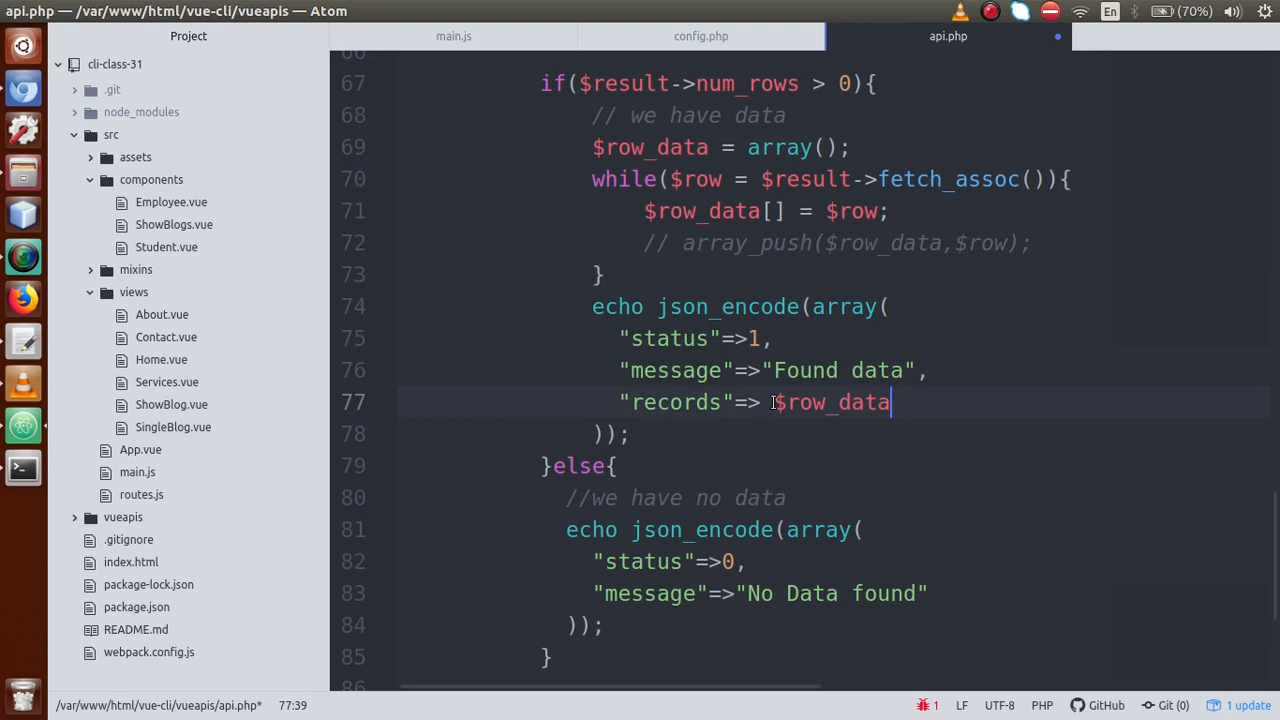 api.php — /var/www/html/vue-cli/vueapis — Atom
En
(70%)
Project
main.js
config.php
api.php
cli-class-31
.git
node_modules
src
assets
components
Employee.vue
ShowBlogs.vue
Student.vue
mixins
views
About.vue
Contact.vue
Home.vue
Services.vue
ShowBlog.vue
SingleBlog.vue
App.vue
main.js
routes.js
vueapis
.gitignore
index.html
package-lock.json
package.json
README.md
webpack.config.js
66
67 if($result->num_rows > 0){
68 // we have data
69 $row_data = array();
70 while($row = $result->fetch_assoc()){
71 $row_data[] = $row;
72 // array_push($row_data,$row);
73 }
74 echo json_encode(array(
75 "status"=>1,
76 "message"=>"Found data",
77 "records"=> $row_data
78 ));
79 }else{
80 //we have no data
81 echo json_encode(array(
82 "status"=>0,
83 "message"=>"No Data found"
84 ));
85 }
86
/var/www/html/vue-cli/vueapis/api.php* 77:39
1 LF UTF-8 PHP GitHub Git (0) 1 update